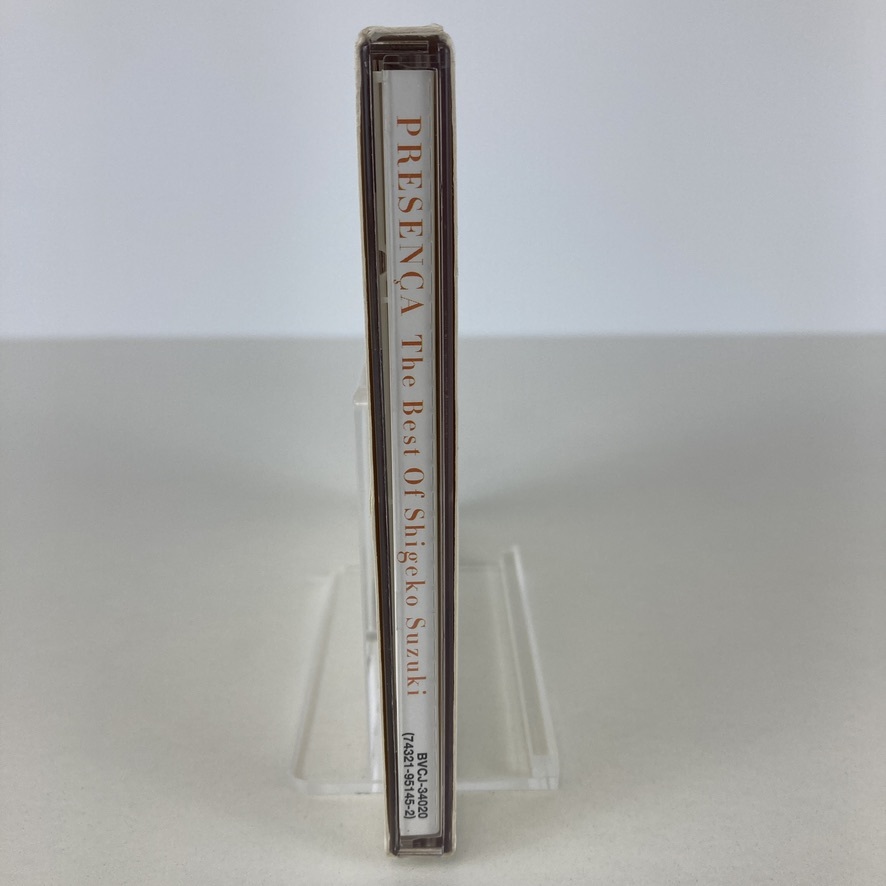 PRESENÇA The Best Of Shigeko Suzuki
BVCJ-34020
(74321-95145-2)